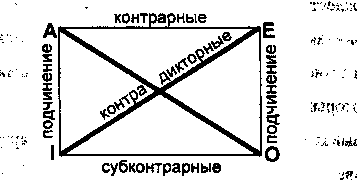 контрарные
A E
подчинение
контра дикторные
подчинение
I O
субконтрарные